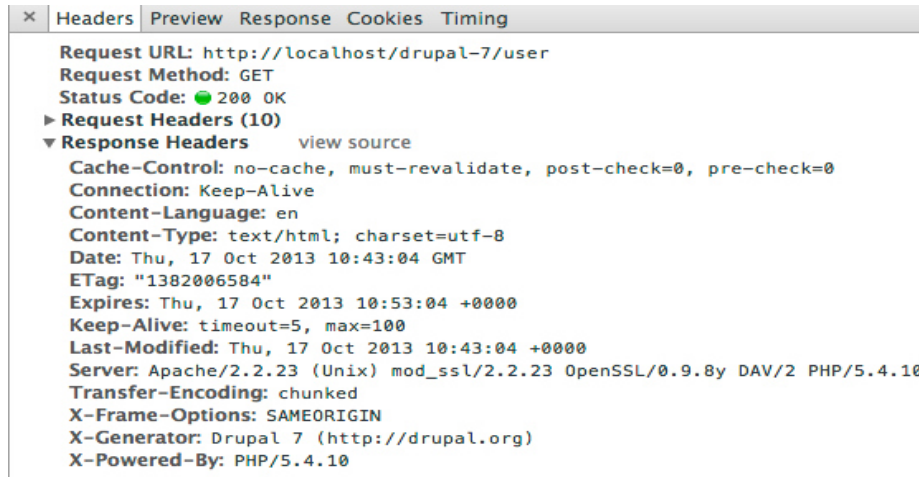 × Headers Preview Response Cookies Timing
Request URL: http://localhost/drupal-7/user
Request Method: GET
Status Code: 200 OK
▶ Request Headers (10)
▼ Response Headers view source
Cache-Control: no-cache, must-revalidate, post-check=0, pre-check=0
Connection: Keep-Alive
Content-Language: en
Content-Type: text/html; charset=utf-8
Date: Thu, 17 Oct 2013 10:43:04 GMT
ETag: "1382006584"
Expires: Thu, 17 Oct 2013 10:53:04 +0000
Keep-Alive: timeout=5, max=100
Last-Modified: Thu, 17 Oct 2013 10:43:04 +0000
Server: Apache/2.2.23 (Unix) mod_ssl/2.2.23 OpenSSL/0.9.8y DAV/2 PHP/5.4.10
Transfer-Encoding: chunked
X-Frame-Options: SAMEORIGIN
X-Generator: Drupal 7 (http://drupal.org)
X-Powered-By: PHP/5.4.10